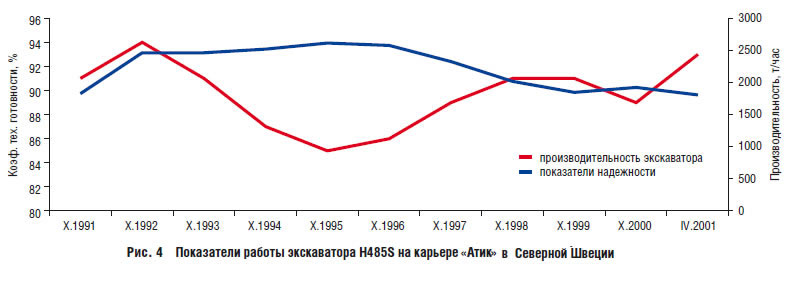 Коэф. тех. готовности, %
96
94
92
90
88
86
84
82
80
3000
2500
2000
1500
1000
500
0
Производительность, т/час
производительность экскаватора
показатели надежности
X.1991 X.1992 X.1993 X.1994 X.1995 X.1996 X.1997 X.1998 X.1999 X.2000 IV.2001
Рис. 4 Показатели работы экскаватора H485S на карьере «Атик» в Северной Швеции